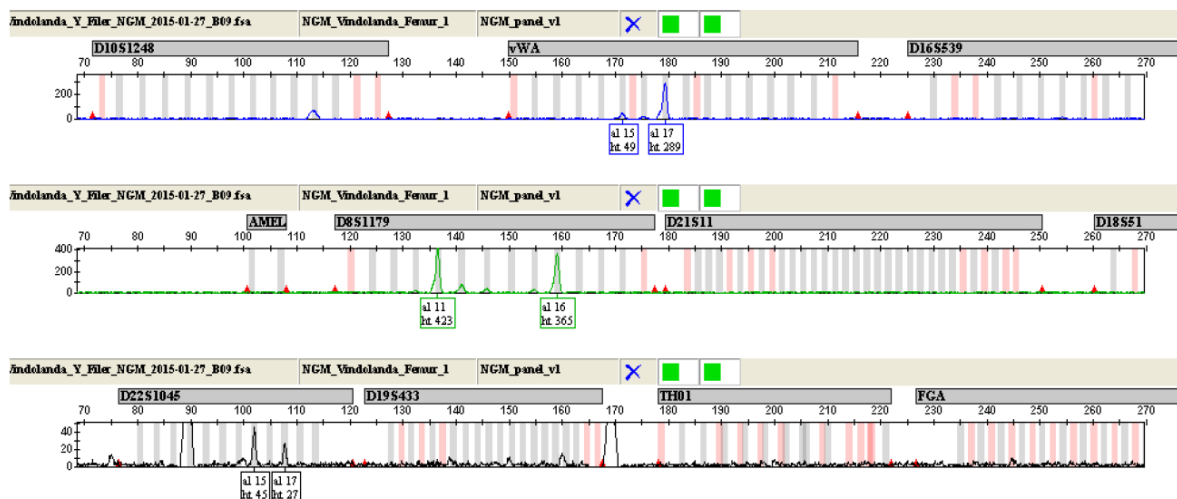 Vindolanda_Y_Filer_NGM_2015-01-27_B09.fsa NGM_Vindolanda_Femur_1 NGM_panel_v1
D10S1248 vWA D16S539
70 80 90 100 110 120 130 140 150 160 170 180 190 200 210 220 230 240 250 260 270
200
0
al 15 al 17
ht 49 ht 289
Vindolanda_Y_Filer_NGM_2015-01-27_B09.fsa NGM_Vindolanda_Femur_1 NGM_panel_v1
AMEL D8S1179 D21S11 D18S51
70 80 90 100 110 120 130 140 150 160 170 180 190 200 210 220 230 240 250 260 270
400
200
0
al 11 al 16
ht 423 ht 365
Vindolanda_Y_Filer_NGM_2015-01-27_B09.fsa NGM_Vindolanda_Femur_1 NGM_panel_v1
D22S1045 D19S433 TH01 FGA
70 80 90 100 110 120 130 140 150 160 170 180 190 200 210 220 230 240 250 260 270
40
20
0
al 15 al 17
ht 45 ht 27